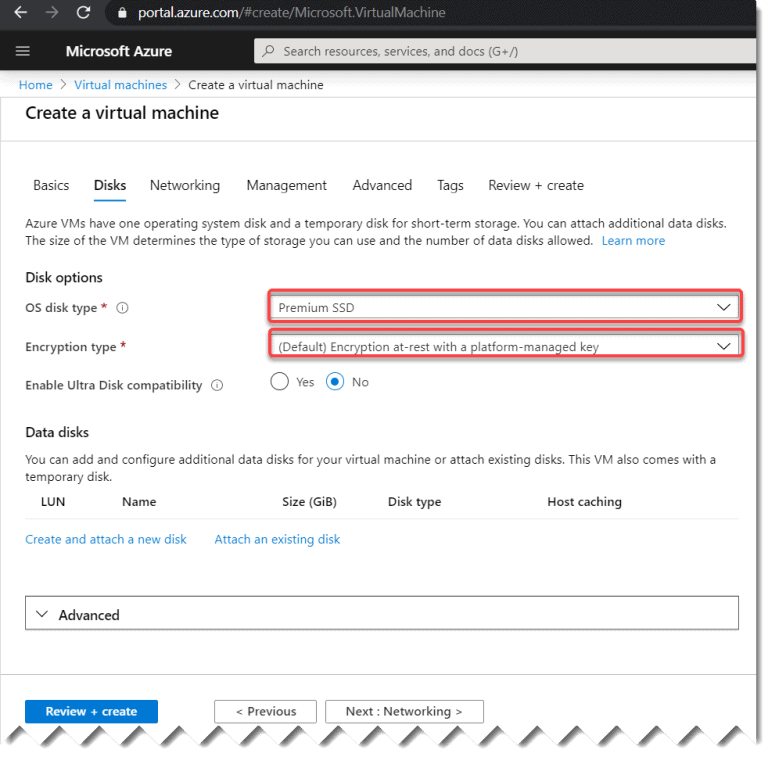 portal.azure.com/#create/Microsoft.VirtualMachine
Microsoft Azure
Search resources, services, and docs (G+/)
Home > Virtual machines > Create a virtual machine
Create a virtual machine
Basics Disks Networking Management Advanced Tags Review + create
Azure VMs have one operating system disk and a temporary disk for short-term storage. You can attach additional data disks.
The size of the VM determines the type of storage you can use and the number of data disks allowed. Learn more
Disk options
OS disk type * Premium SSD
Encryption type * (Default) Encryption at-rest with a platform-managed key
Enable Ultra Disk compatibility Yes No
Data disks
You can add and configure additional data disks for your virtual machine or attach existing disks. This VM also comes with a
temporary disk.
LUN Name Size (GiB) Disk type Host caching
Create and attach a new disk Attach an existing disk
Advanced
Review + create < Previous Next : Networking >